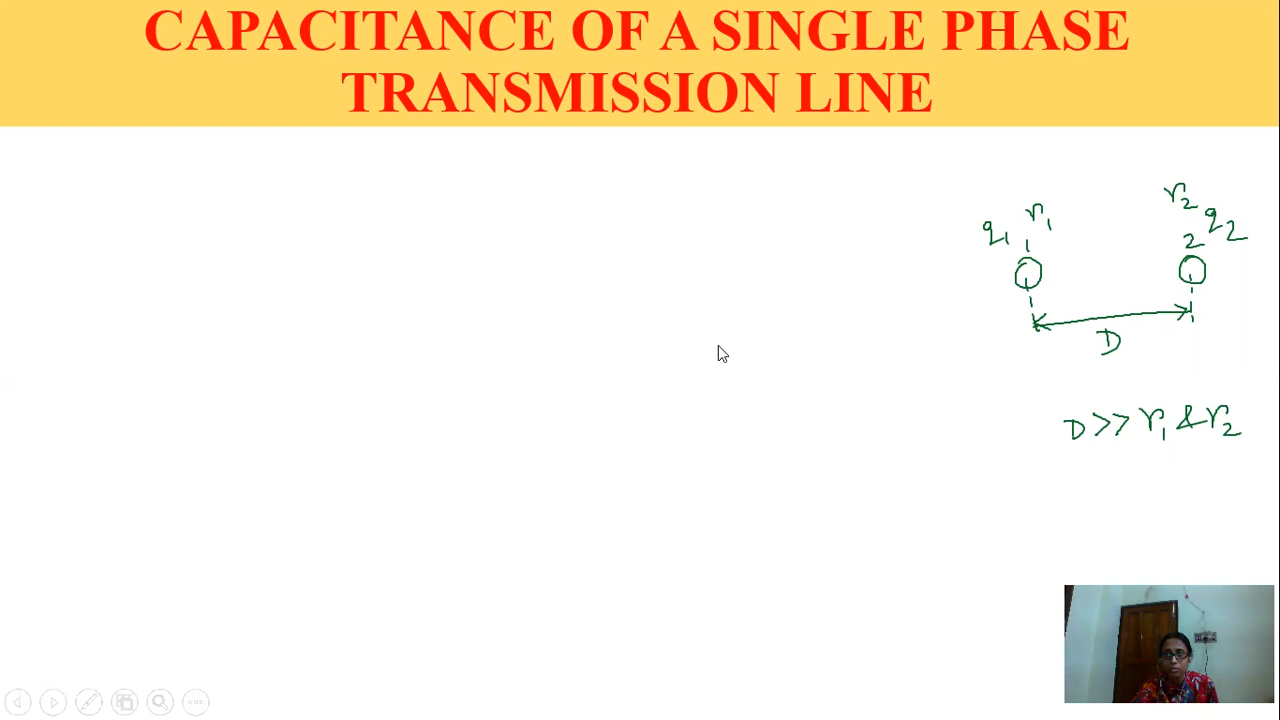 CAPACITANCE OF A SINGLE PHASE
TRANSMISSION LINE
q1 r1 r2 q2
1 2
D
D >> r1 & r2